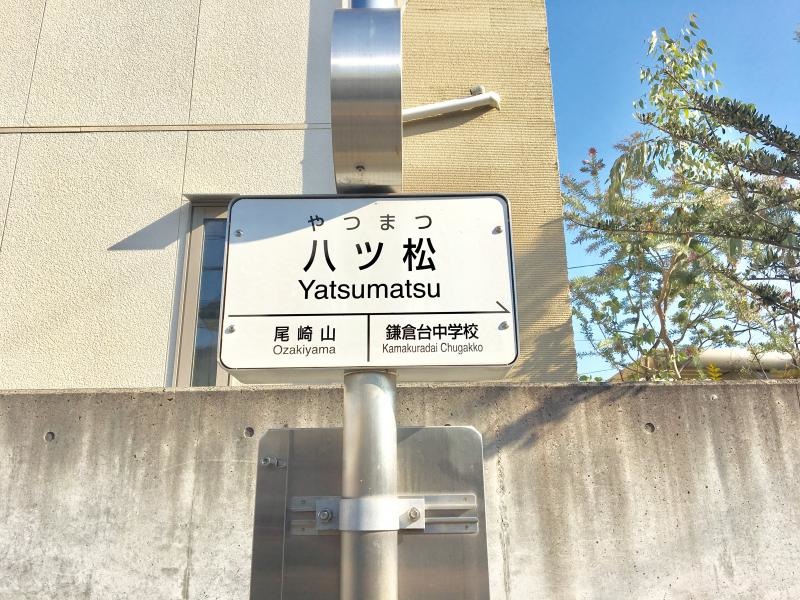 やつまつ
八ツ松
Yatsumatsu
尾崎山
Ozakiyama
鎌倉台中学校
Kamakuradai Chugakko